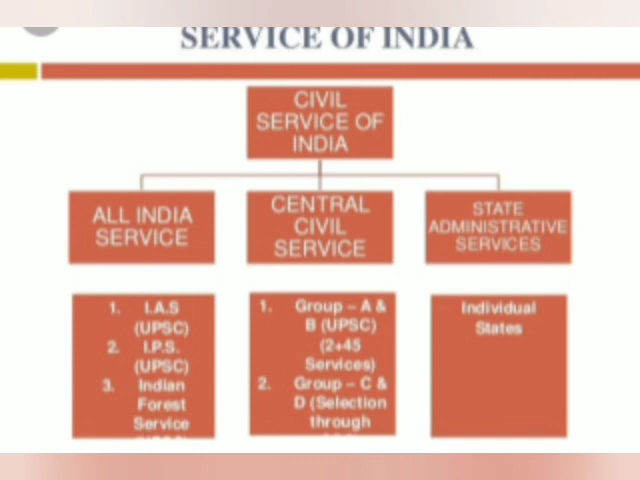 SERVICE OF INDIA
CIVIL
SERVICE OF
INDIA
ALL INDIA
SERVICE
CENTRAL
CIVIL
SERVICE
STATE
ADMINISTRATIVE
SERVICES
1. I.A.S
(UPSC)
2. I.P.S.
(UPSC)
3. Indian
Forest
Service
1. Group – A &
B (UPSC)
(2+45
Services)
2. Group – C &
D (Selection
through
Individual
States